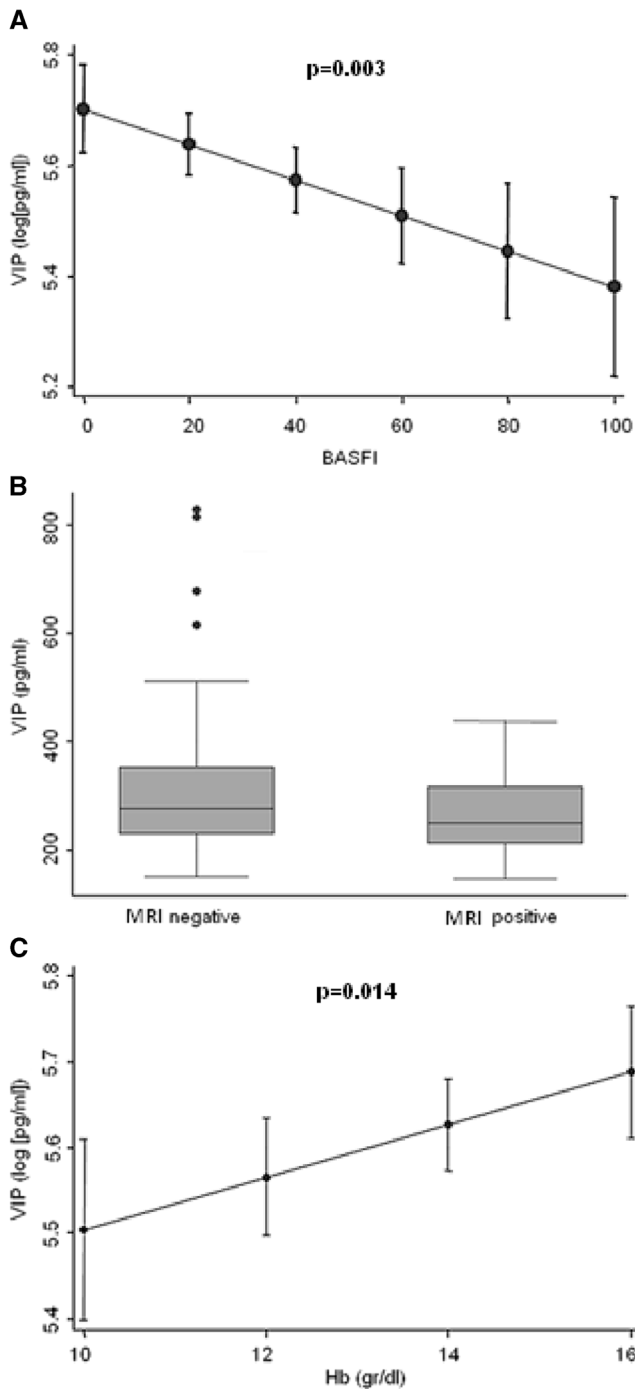 A
p=0.003
VIP (log[pg/ml])
5.8
5.6
5.4
5.2
0 20 40 60 80 100
BASFI
B
VIP (pg/ml)
800
600
400
200
MRI negative MRI positive
C
p=0.014
VIP (log [pg/ml])
5.8
5.7
5.6
5.5
5.4
10 12 14 16
Hb (gr/dl)